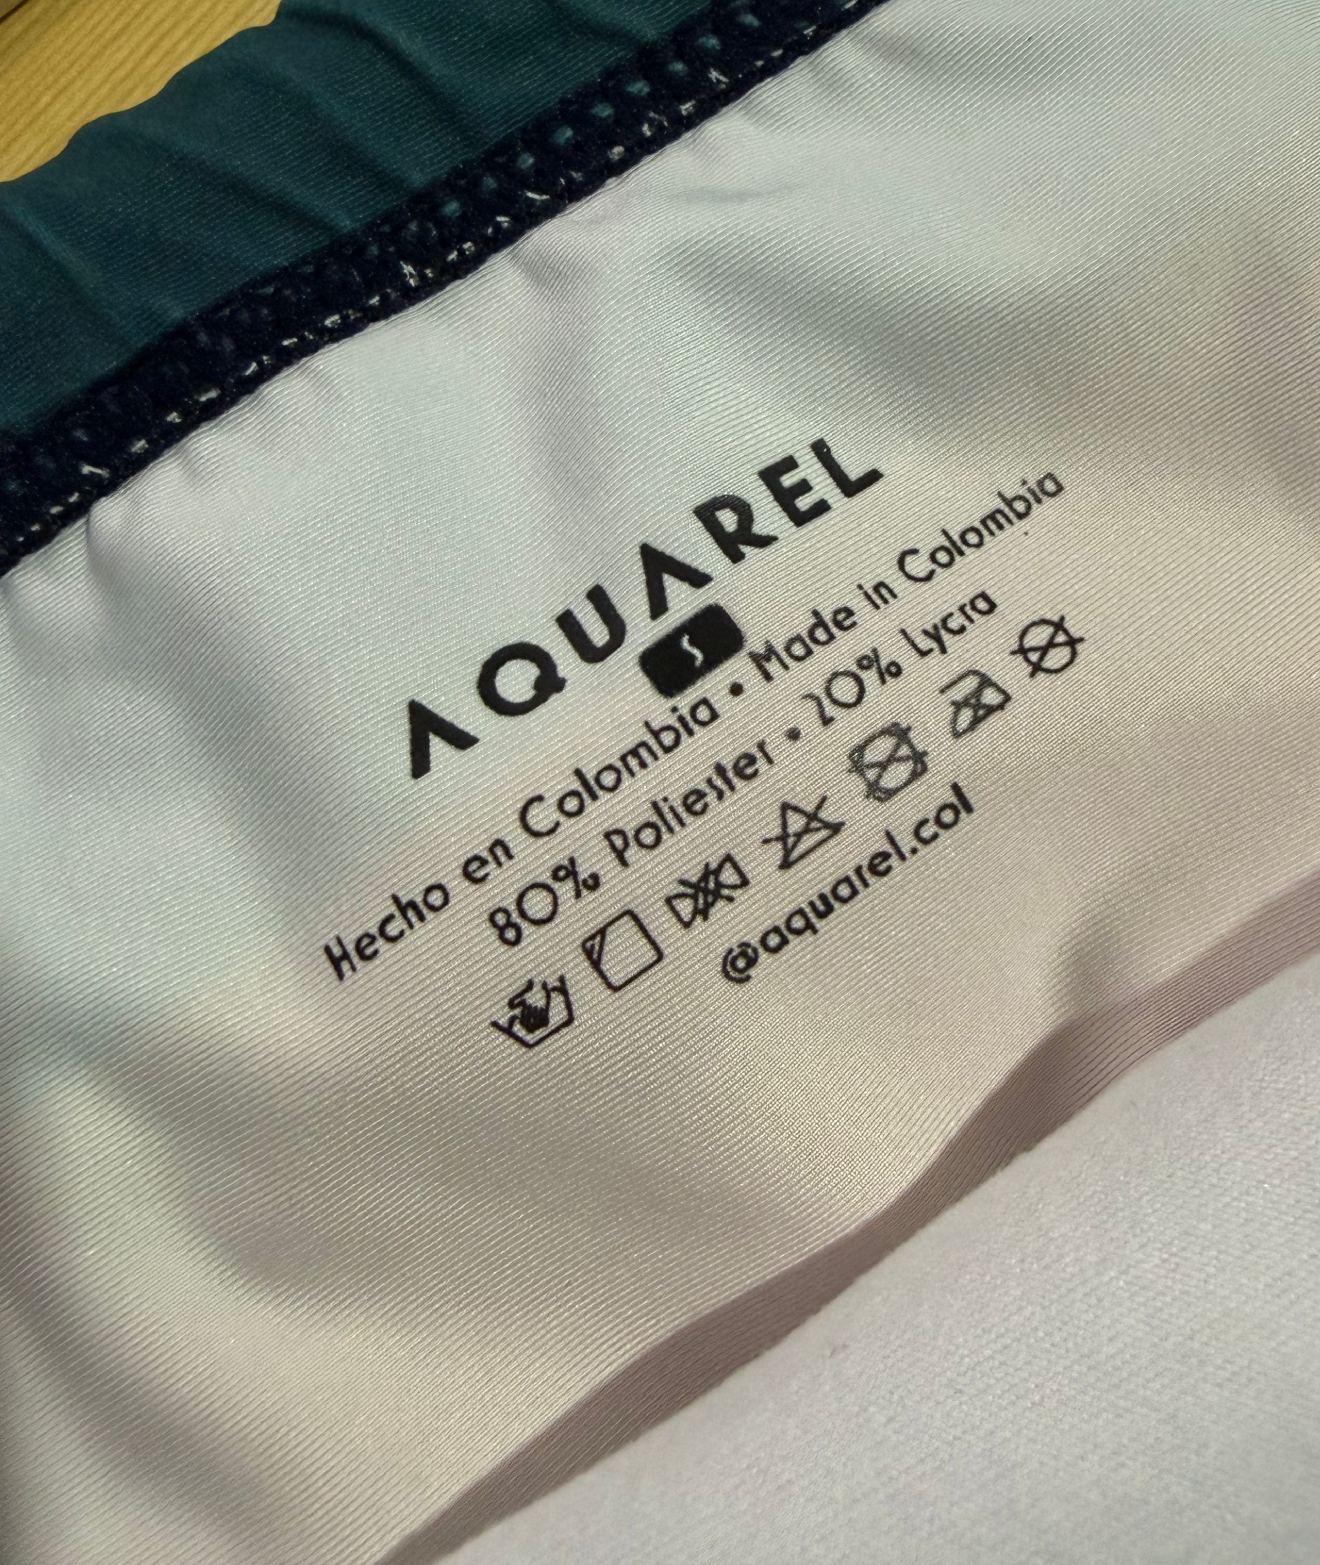 AQUAREL
S
Hecho en Colombia • Made in Colombia
80% Poliester • 20% Lycra
@aquarel.col